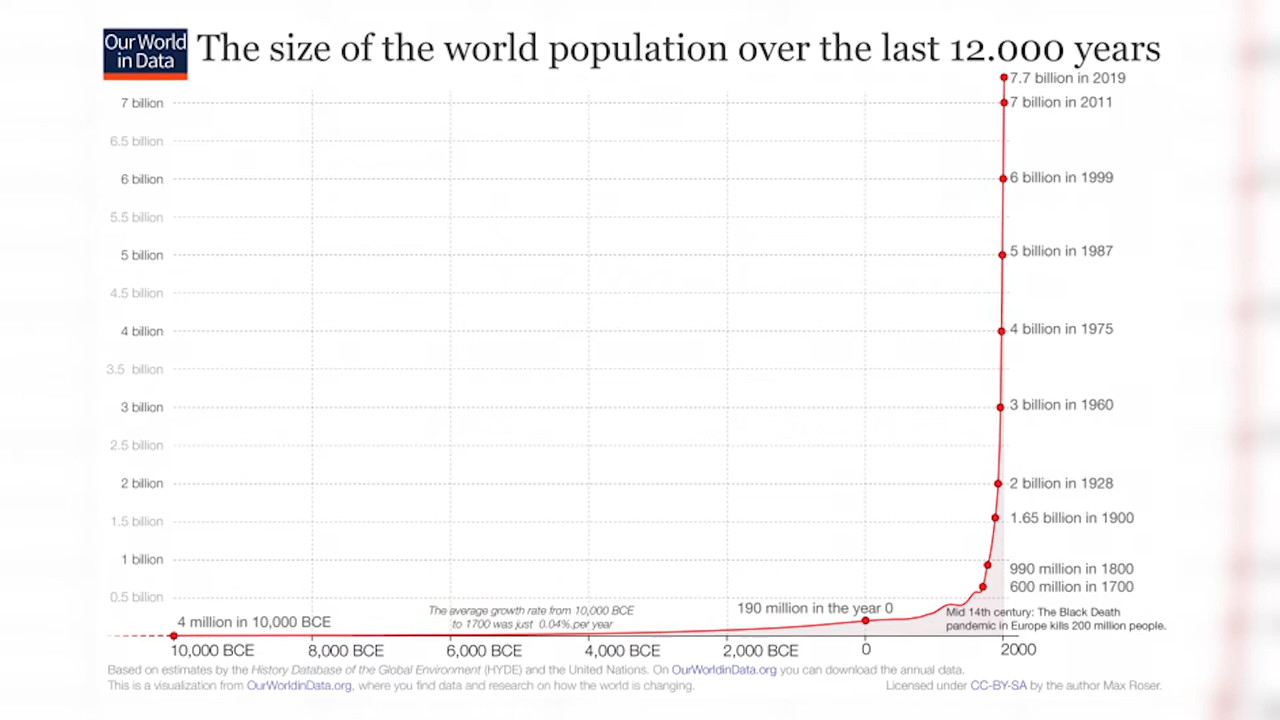 Our World
in Data
The size of the world population over the last 12.000 years
7.7 billion in 2019
7 billion
7 billion in 2011
6.5 billion
6 billion
6 billion in 1999
5.5 billion
5 billion
5 billion in 1987
4.5 billion
4 billion
4 billion in 1975
3.5 billion
3 billion
3 billion in 1960
2.5 billion
2 billion
2 billion in 1928
1.5 billion
1.65 billion in 1900
1 billion
990 million in 1800
600 million in 1700
0.5 billion
4 million in 10,000 BCE
The average growth rate from 10,000 BCE
to 1700 was just 0.04% per year
190 million in the year 0
Mid 14th century: The Black Death
pandemic in Europe kills 200 million people.
10,000 BCE
8,000 BCE
6,000 BCE
4,000 BCE
2,000 BCE
0
2000
Based on estimates by the History Database of the Global Environment (HYDE) and the United Nations. On OurWorldinData.org you can download the annual data.
This is a visualization from OurWorldinData.org, where you find data and research on how the world is changing.
Licensed under CC-BY-SA by the author Max Roser.